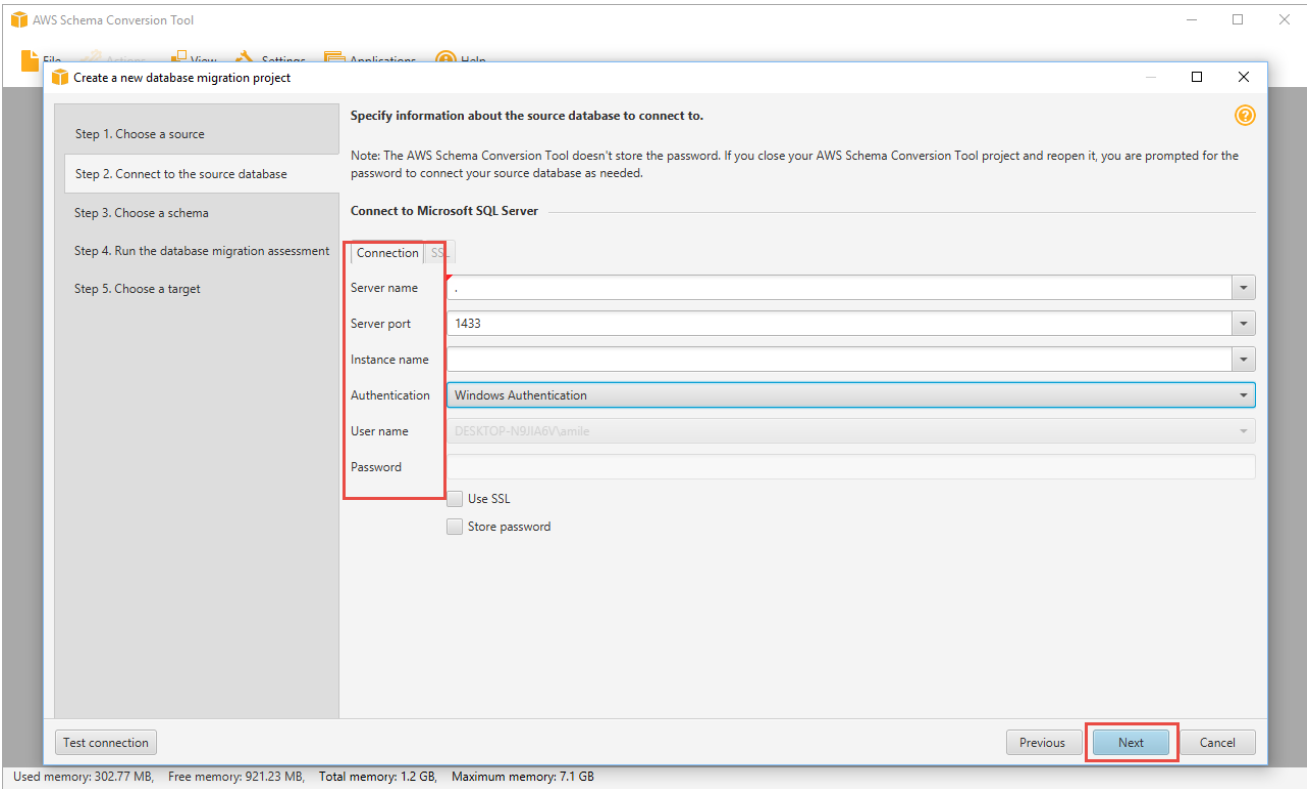 AWS Schema Conversion Tool
File Actions View Settings Applications Help
Create a new database migration project
Step 1. Choose a source
Step 2. Connect to the source database
Step 3. Choose a schema
Step 4. Run the database migration assessment
Step 5. Choose a target
Specify information about the source database to connect to.
Note: The AWS Schema Conversion Tool doesn't store the password. If you close your AWS Schema Conversion Tool project and reopen it, you are prompted for the
password to connect your source database as needed.
Connect to Microsoft SQL Server
Connection SSL
Server name .
Server port 1433
Instance name
Authentication Windows Authentication
User name DESKTOP-N9JIA6V\amile
Password
Use SSL
Store password
Test connection Previous Next Cancel
Used memory: 302.77 MB, Free memory: 921.23 MB, Total memory: 1.2 GB, Maximum memory: 7.1 GB